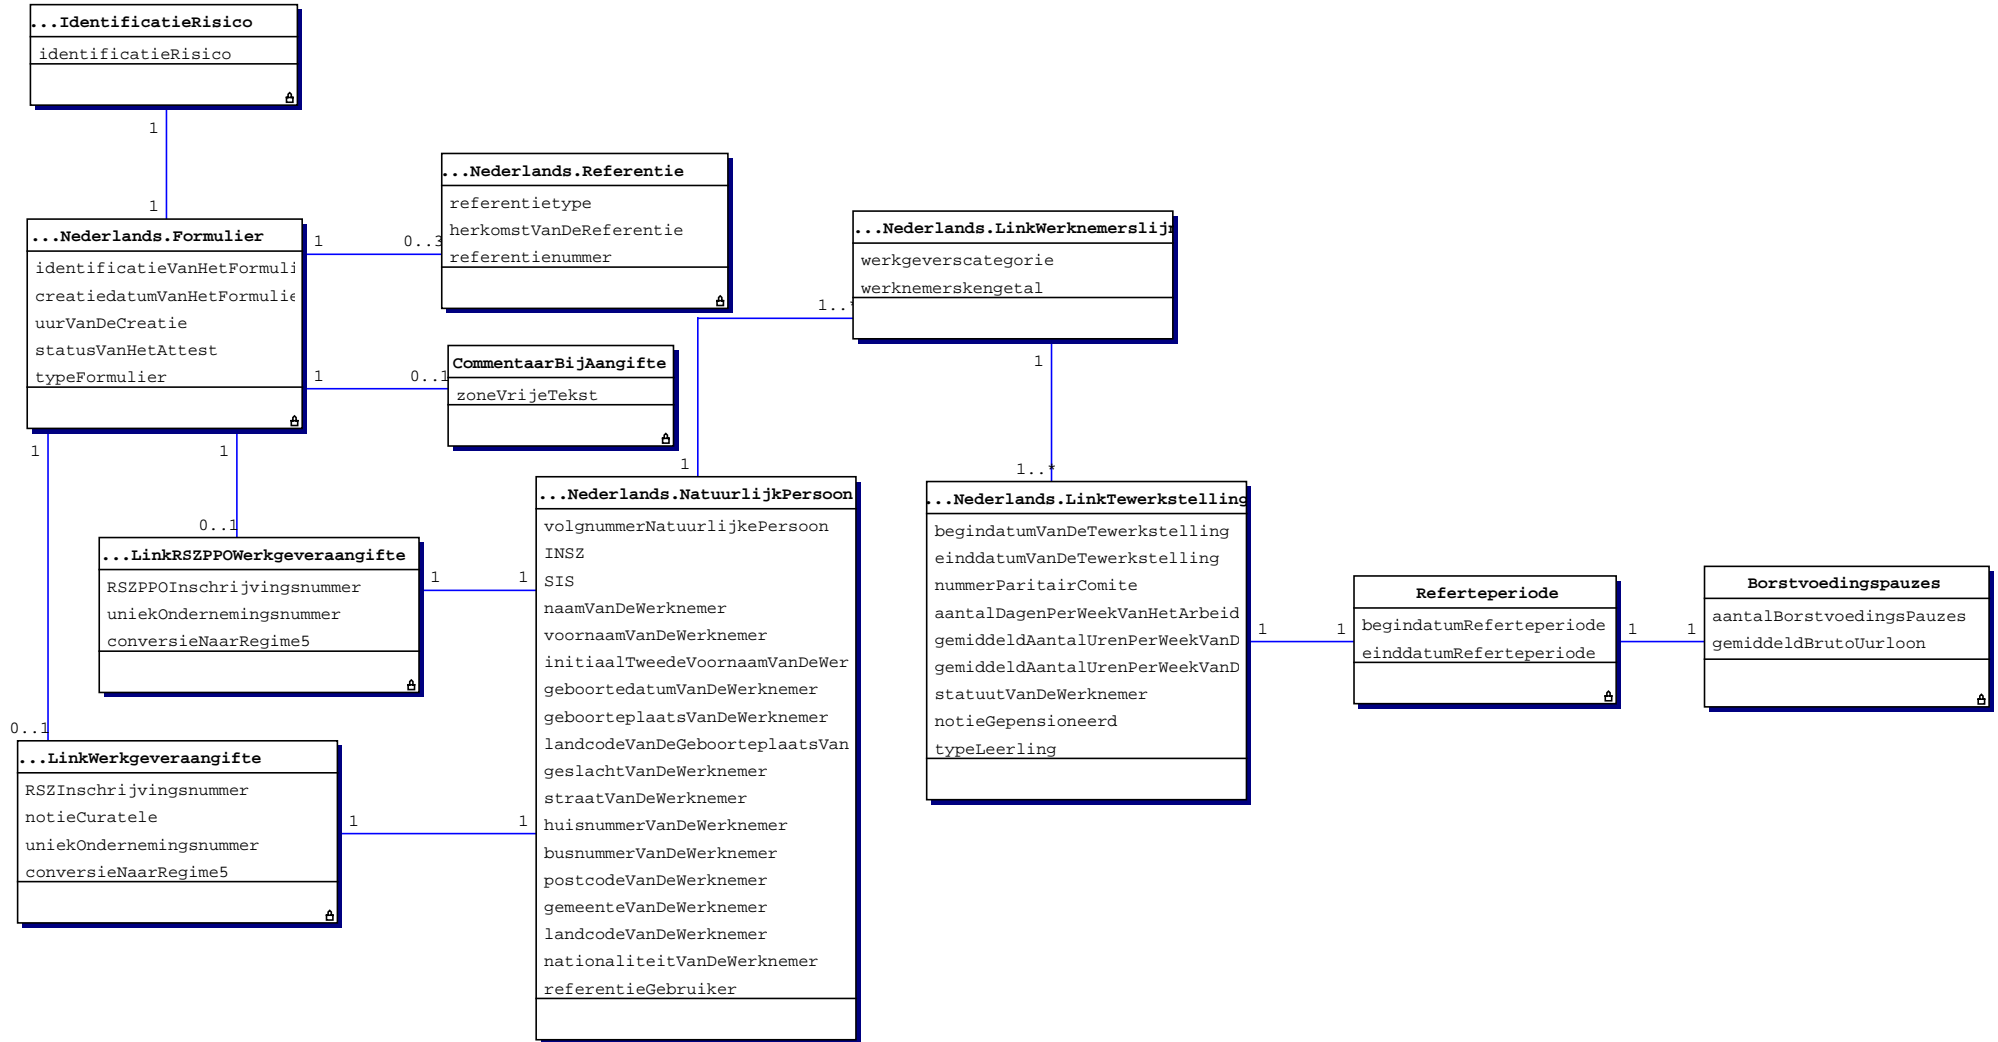 ...IdentificatieRisico
identificatieRisico
1
1
...Nederlands.Formulier
identificatieVanHetFormuli
creatiedatumVanHetFormulie
uurVanDeCreatie
statusVanHetAttest
typeFormulier
1
0..3
...Nederlands.Referentie
referentietype
herkomstVanDeReferentie
referentienummer
1
0..1
CommentaarBijAangifte
zoneVrijeTekst
1
0..1
1
0..1
...LinkRSZPPOWerkgeveraangifte
RSZPPOInschrijvingsnummer
uniekOndernemingsnummer
conversieNaarRegime5
1
1
...LinkWerkgeveraangifte
RSZInschrijvingsnummer
notieCuratele
uniekOndernemingsnummer
conversieNaarRegime5
1
1
...Nederlands.NatuurlijkPersoon
volgnummerNatuurlijkePersoon
INSZ
SIS
naamVanDeWerknemer
voornaamVanDeWerknemer
initiaalTweedeVoornaamVanDeWer
geboortedatumVanDeWerknemer
geboorteplaatsVanDeWerknemer
landcodeVanDeGeboorteplaatsVan
geslachtVanDeWerknemer
straatVanDeWerknemer
huisnummerVanDeWerknemer
busnummerVanDeWerknemer
postcodeVanDeWerknemer
gemeenteVanDeWerknemer
landcodeVanDeWerknemer
nationaliteitVanDeWerknemer
referentieGebruiker
1
1..*
...Nederlands.LinkWerknemerslijn
werkgeverscategorie
werknemerskengetal
1
1..*
...Nederlands.LinkTewerkstelling
begindatumVanDeTewerkstelling
einddatumVanDeTewerkstelling
nummerParitairComite
aantalDagenPerWeekVanHetArbeid
gemiddeldAantalUrenPerWeekVanD
gemiddeldAantalUrenPerWeekVanD
statuutVanDeWerknemer
notieGepensioneerd
typeLeerling
1
1
Referteperiode
begindatumReferteperiode
einddatumReferteperiode
1
1
Borstvoedingspauzes
aantalBorstvoedingsPauzes
gemiddeldBrutoUurloon